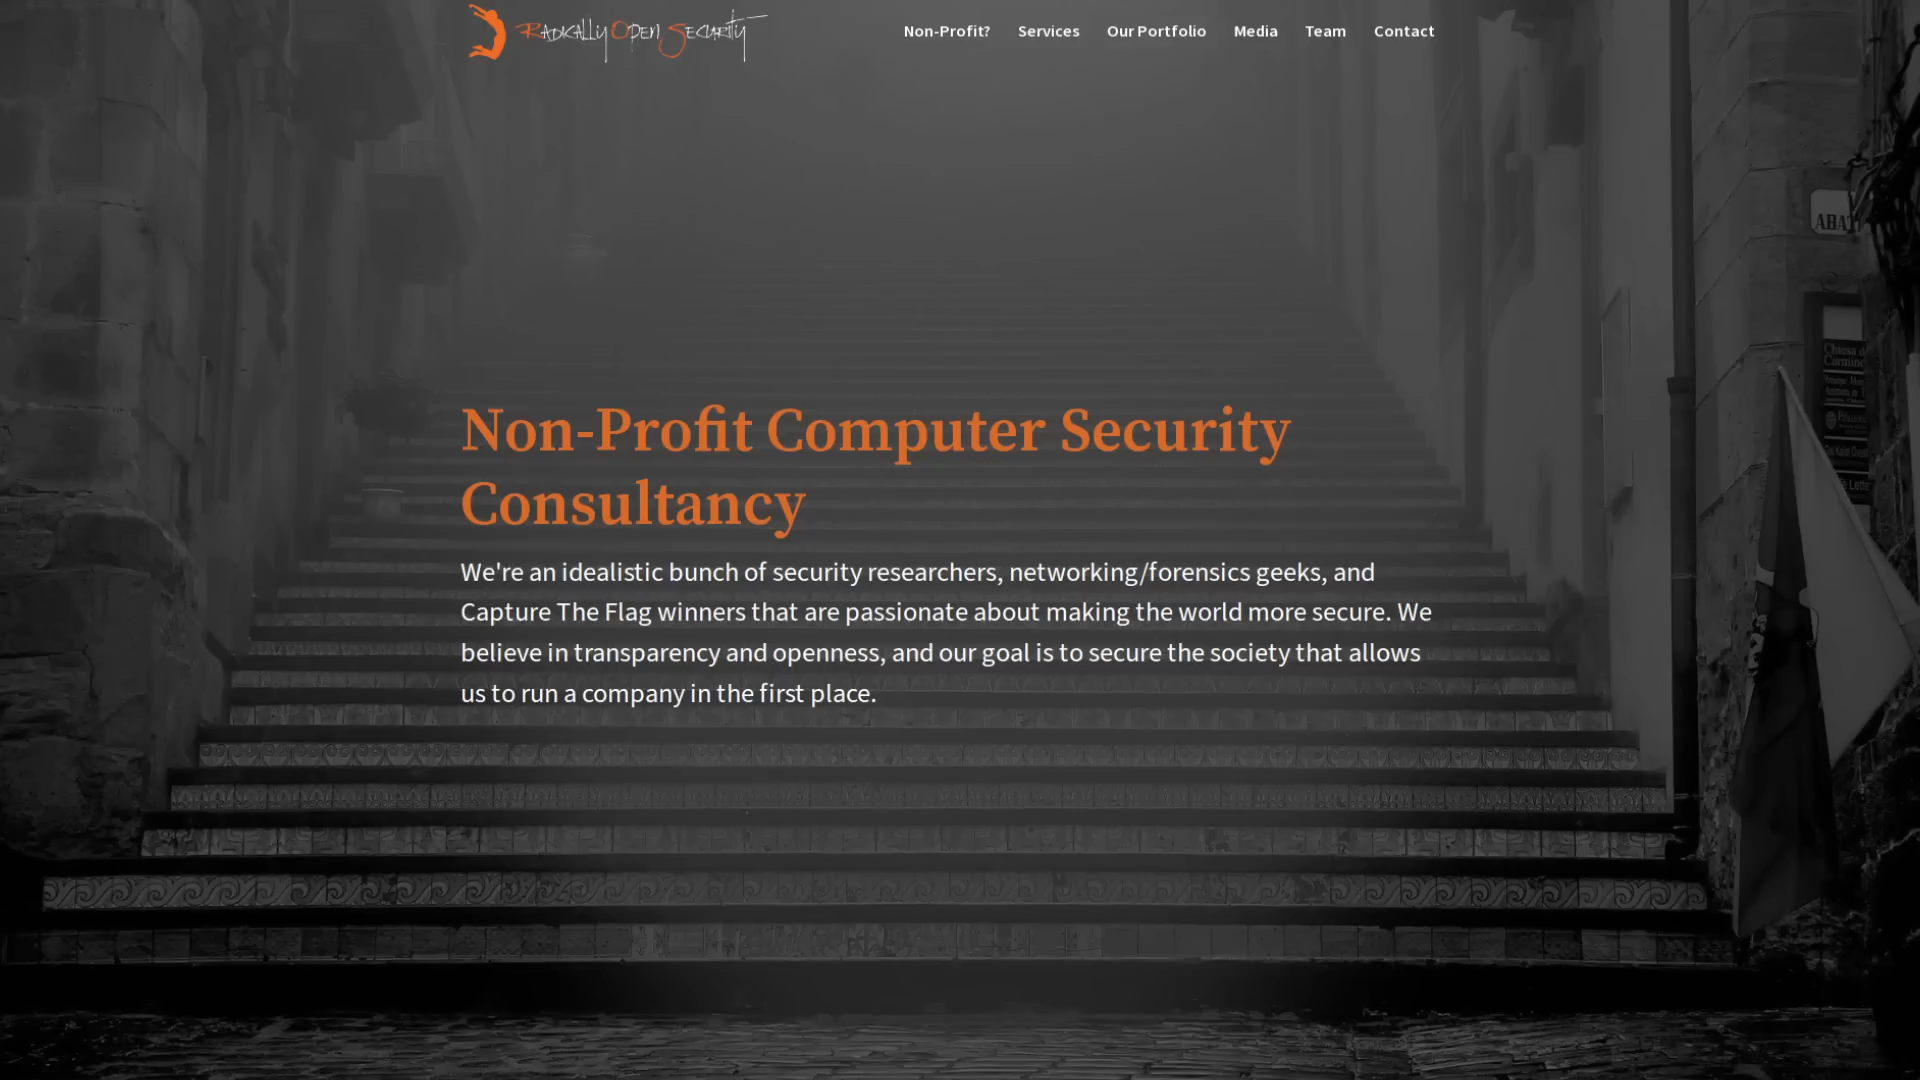 Radically Open Security
Non-Profit? Services Our Portfolio Media Team Contact
ABA
Non-Profit Computer Security
Consultancy
We're an idealistic bunch of security researchers, networking/forensics geeks, and
Capture The Flag winners that are passionate about making the world more secure. We
believe in transparency and openness, and our goal is to secure the society that allows
us to run a company in the first place.